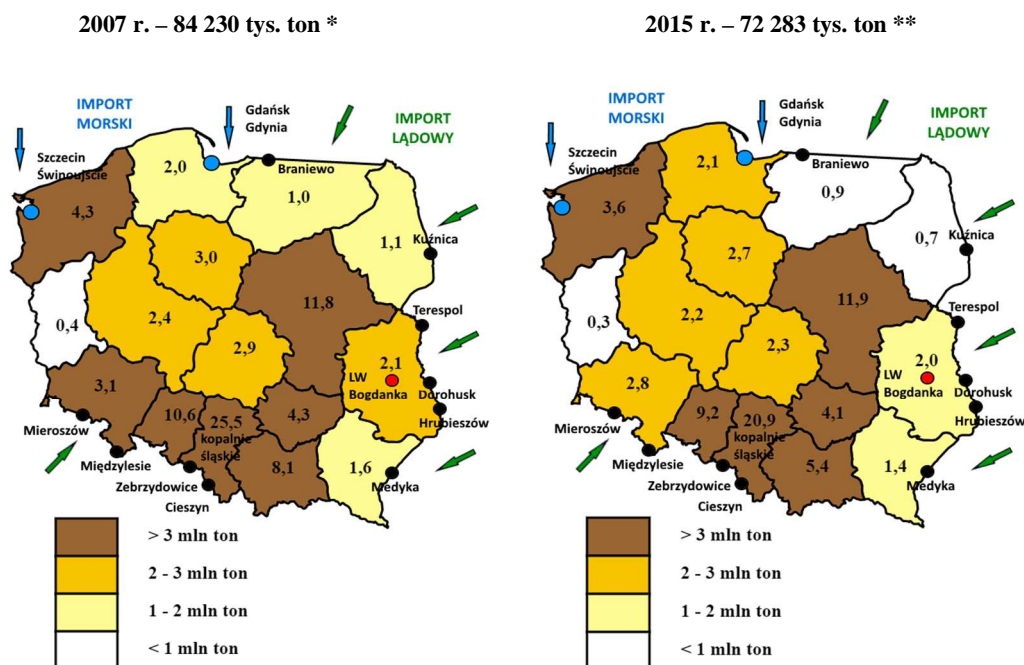 2007 r. – 84 230 tys. ton *
IMPORT
MORSKI
Gdańsk
Gdynia
IMPORT
LĄDOWY
Szczecin
Świnoujście
Braniewo
2,0
1,0
4,3
1,1
Kuźnica
3,0
11,8
Terespol
0,4
2,4
2,9
2,1
LW
Bogdanka
Dorohusk
Hrubieszów
3,1
10,6
25,5
kopalnie
śląskie
4,3
Mieroszów
Międzylesie
8,1
1,6
Medyka
Zebrzydowice
Cieszyn
> 3 mln ton
2 - 3 mln ton
1 - 2 mln ton
< 1 mln ton
2015 r. – 72 283 tys. ton **
IMPORT
MORSKI
Gdańsk
Gdynia
IMPORT
LĄDOWY
Szczecin
Świnoujście
Braniewo
2,1
0,9
3,6
0,7
Kuźnica
2,7
11,9
Terespol
0,3
2,2
2,3
2,0
LW
Bogdanka
Dorohusk
Hrubieszów
2,8
9,2
20,9
kopalnie
śląskie
4,1
Mieroszów
Międzylesie
5,4
1,4
Medyka
Zebrzydowice
Cieszyn
> 3 mln ton
2 - 3 mln ton
1 - 2 mln ton
< 1 mln ton